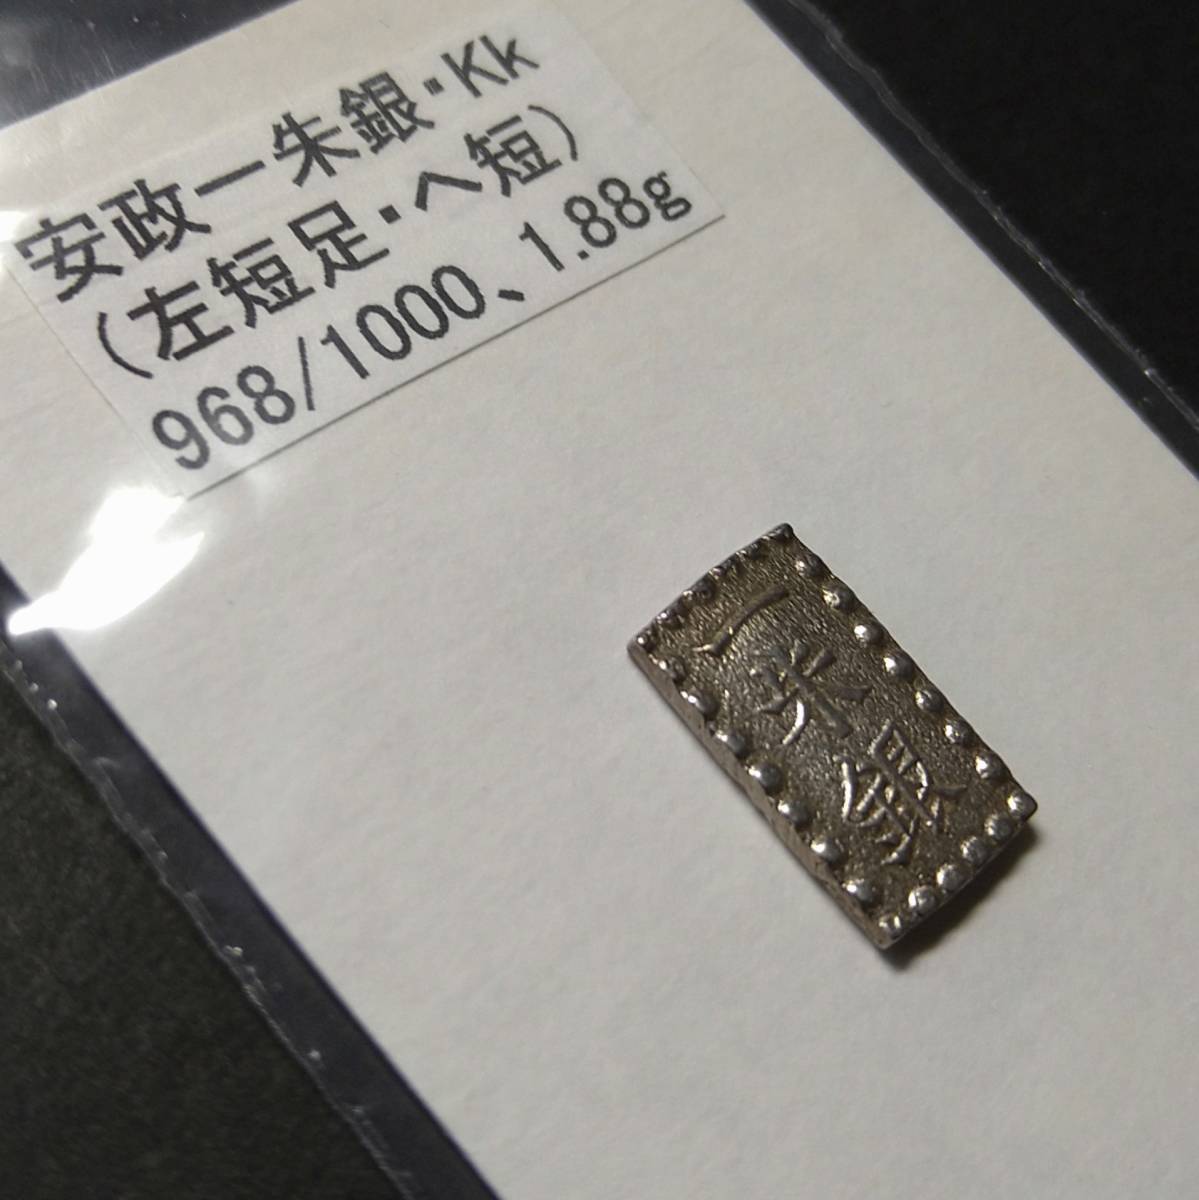 安政一朱銀・Kk
(左短足・へ短)
968/1000、1.88g
一朱銀